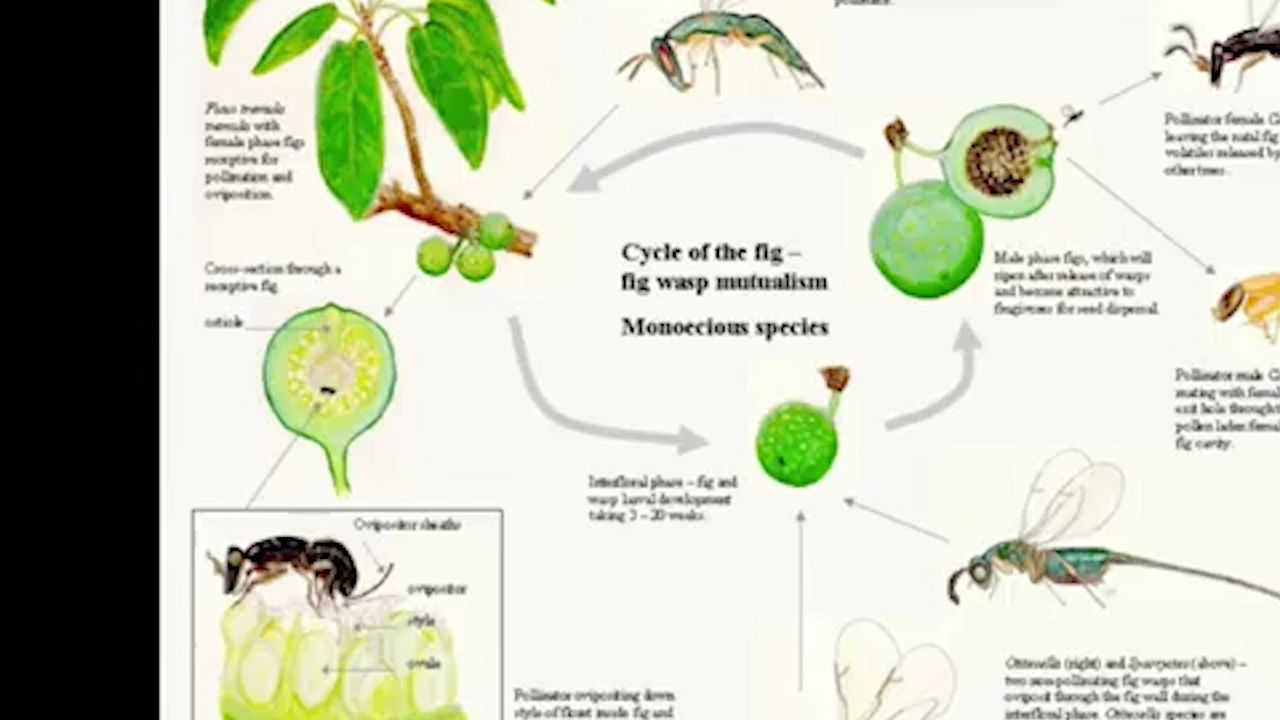 pollinator.
Ficus tremula
tremula with
female phase figs
receptive for
pollination and
oviposition.
Cross-section through a
receptive fig.
ostiole
Cycle of the fig –
fig wasp mutualism
Monoecious species
Pollinator female
leaving the natal fig
volatiles released by
other trees.
Male phase figs, which will
ripen after release of wasps
and become attractive to
frugivores for seed dispersal.
Pollinator male
mating with
exit hole through
pollen laden
fig cavity.
Interfloral phase – fig and
wasp larval development
taking 3 – 20 weeks.
Ovipositor sheaths
ovipositor
style
ovule
Pollinator ovipositing down
style of floret inside fig and
Otitesella (right) and (above) –
two non-pollinating fig wasps that
oviposit through the fig wall during the
interfloral phase. Otitesella species are